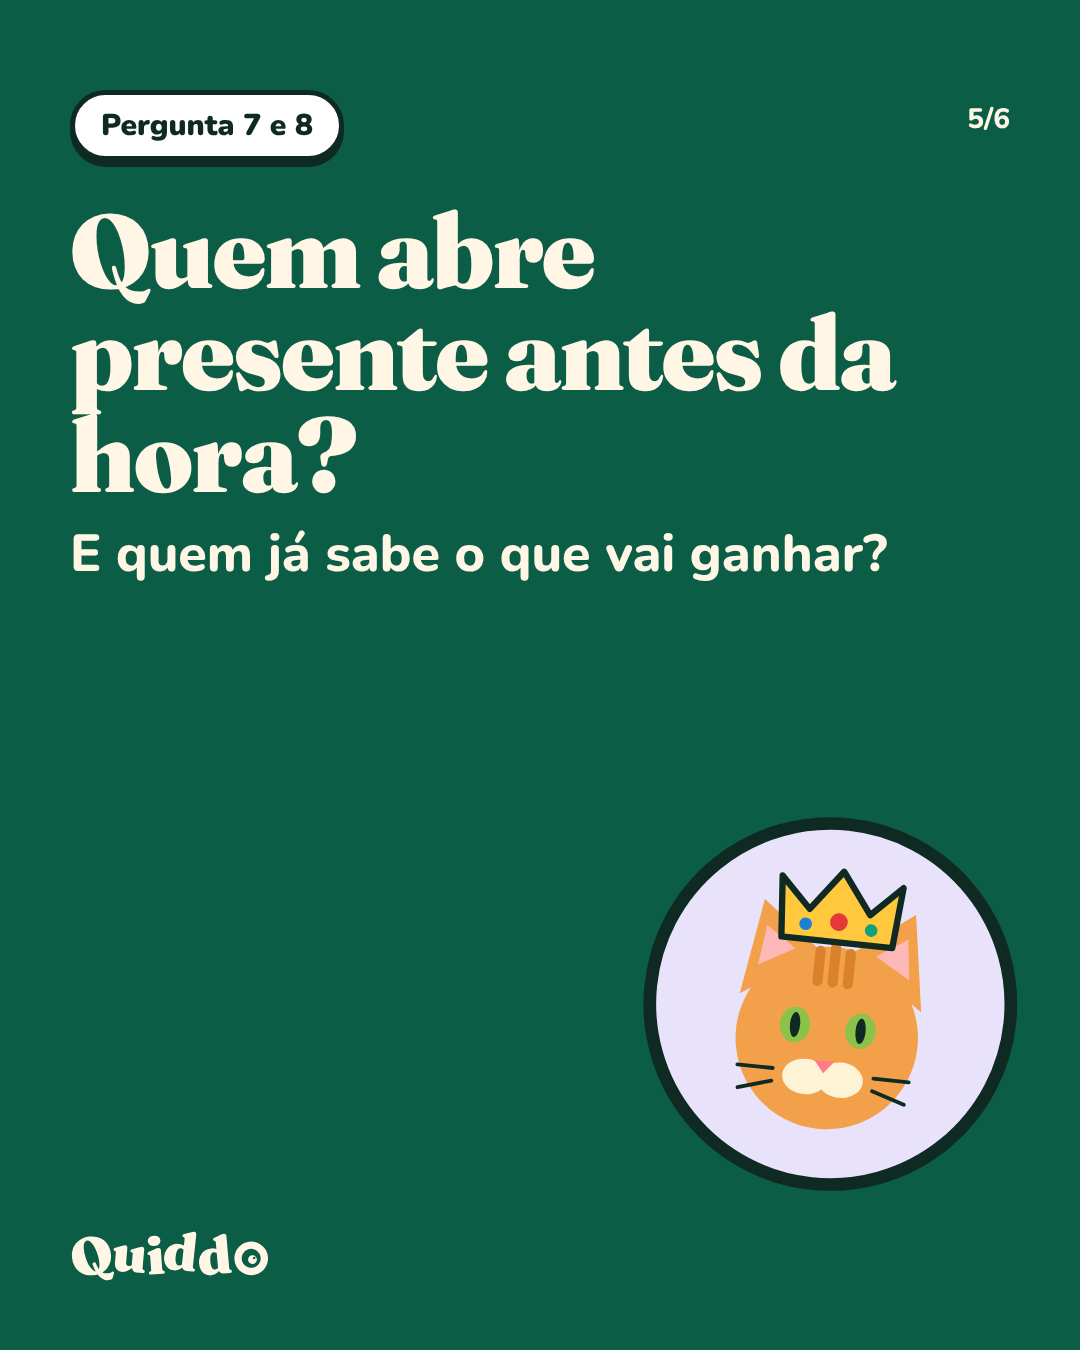 Pergunta 7 e 8
5/6
Quem abre
presente antes da
hora?
E quem já sabe o que vai ganhar?
Quiddo